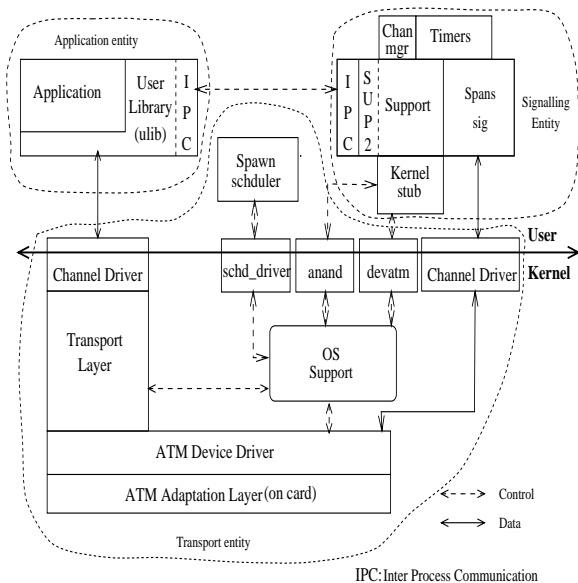 Application entity
Chan
mgr
Timers
Application
User
Library
(ulib)
I
P
C
I
P
C
S
U
P
2
Support
Spans
sig
Signalling
Entity
Spawn
schduler
Kernel
stub
User
Kernel
Channel Driver
schd_driver
anand
devatm
Channel Driver
Transport
Layer
OS
Support
ATM Device Driver
ATM Adaptation Layer (on card)
Control
Data
Transport entity
IPC: Inter Process Communication